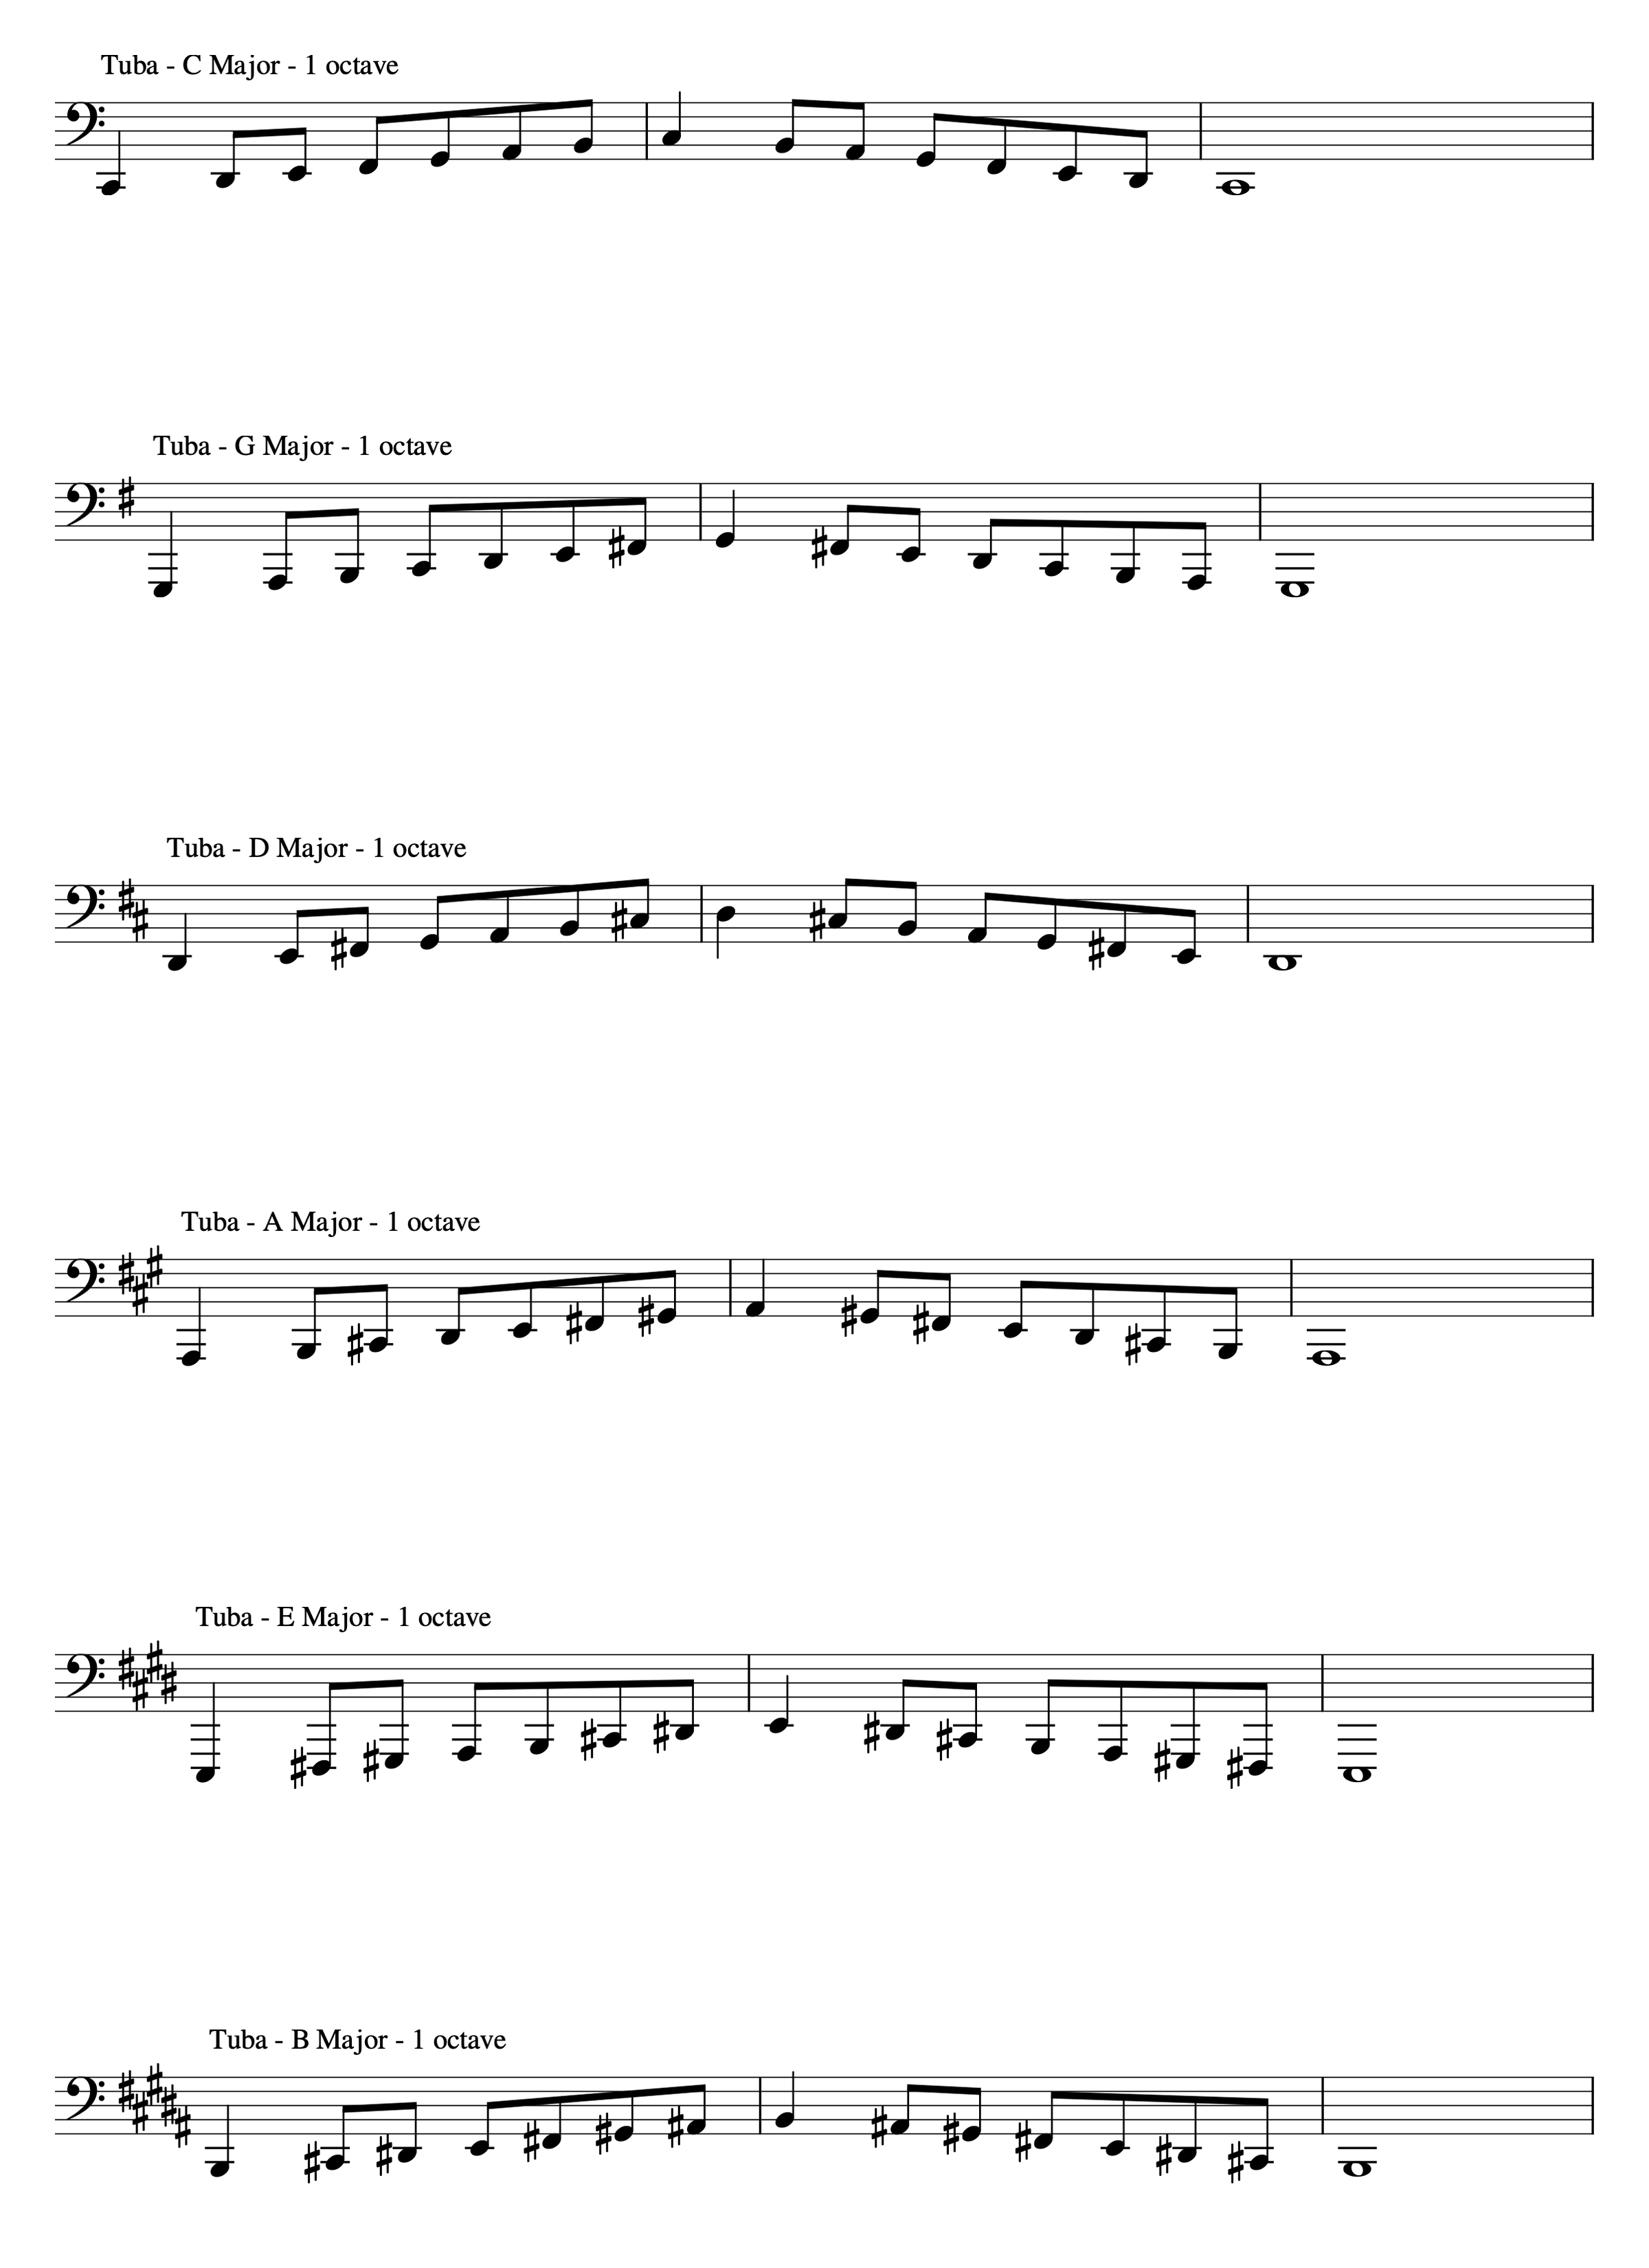 Tuba - C Major - 1 octave
Tuba - G Major - 1 octave
Tuba - D Major - 1 octave
Tuba - A Major - 1 octave
Tuba - E Major - 1 octave
Tuba - B Major - 1 octave